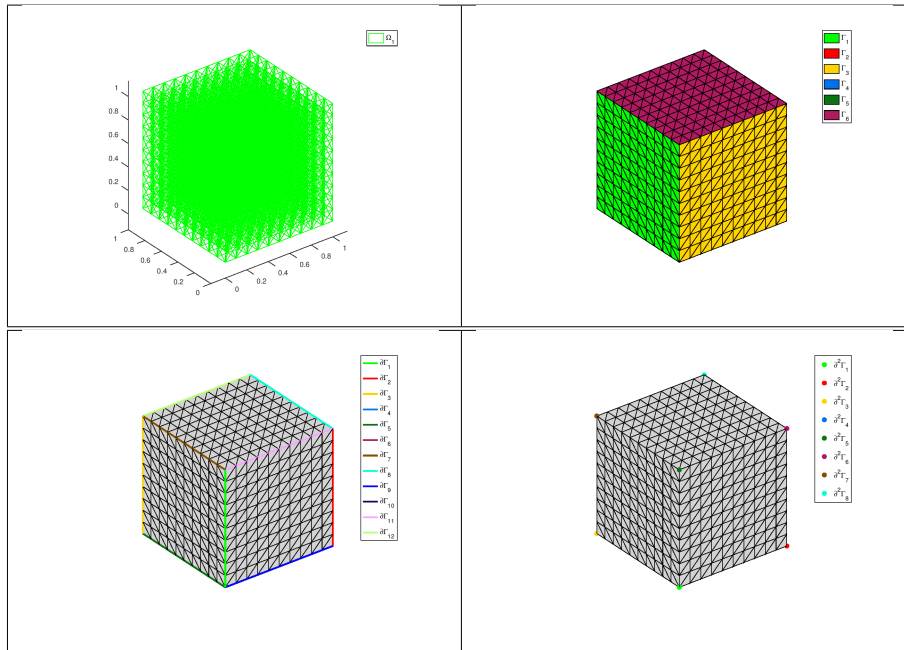 Ω₁
1
0.8
0.6
0.4
0.2
0
1
0.8
0.6
0.4
0.2
0
0
0.2
0.4
0.6
0.8
1
Γ₁
Γ₂
Γ₃
Γ₄
Γ₅
Γ₆
∂Γ₁
∂Γ₂
∂Γ₃
∂Γ₄
∂Γ₅
∂Γ₆
∂Γ₇
∂Γ₈
∂Γ₉
∂Γ₁₀
∂Γ₁₁
∂Γ₁₂
∂²Γ₁
∂²Γ₂
∂²Γ₃
∂²Γ₄
∂²Γ₅
∂²Γ₆
∂²Γ₇
∂²Γ₈